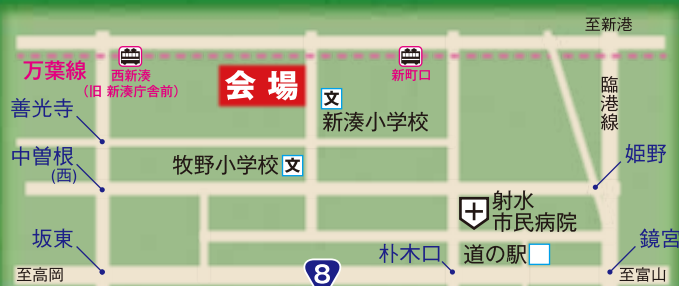 至新港
万葉線
西新湊
(旧 新湊庁舎前)
新町口
会場
文
新湊小学校
臨港線
善光寺
中曽根
(西)
牧野小学校 文
姫野
射水
市民病院
坂東
朴木口
道の駅
鏡宮
至高岡
8
至富山